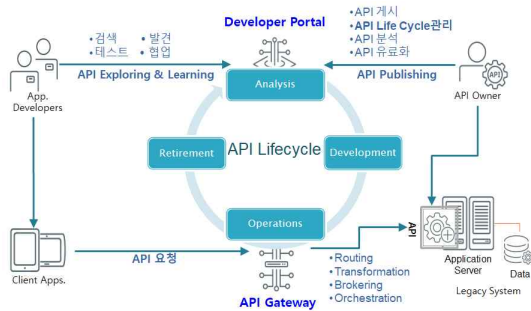 Developer Portal
•검색 •발견
•테스트 •협업
API Exploring & Learning
•API 게시
•API Life Cycle관리
•API 분석
•API 유료화
API Publishing
App.
Developers
API Owner
API
Analysis
Retirement
API Lifecycle
Development
Operations
API 요청
Client Apps.
API Gateway
•Routing
•Transformation
•Brokering
•Orchestration
API
Application
Server
Data
Legacy System